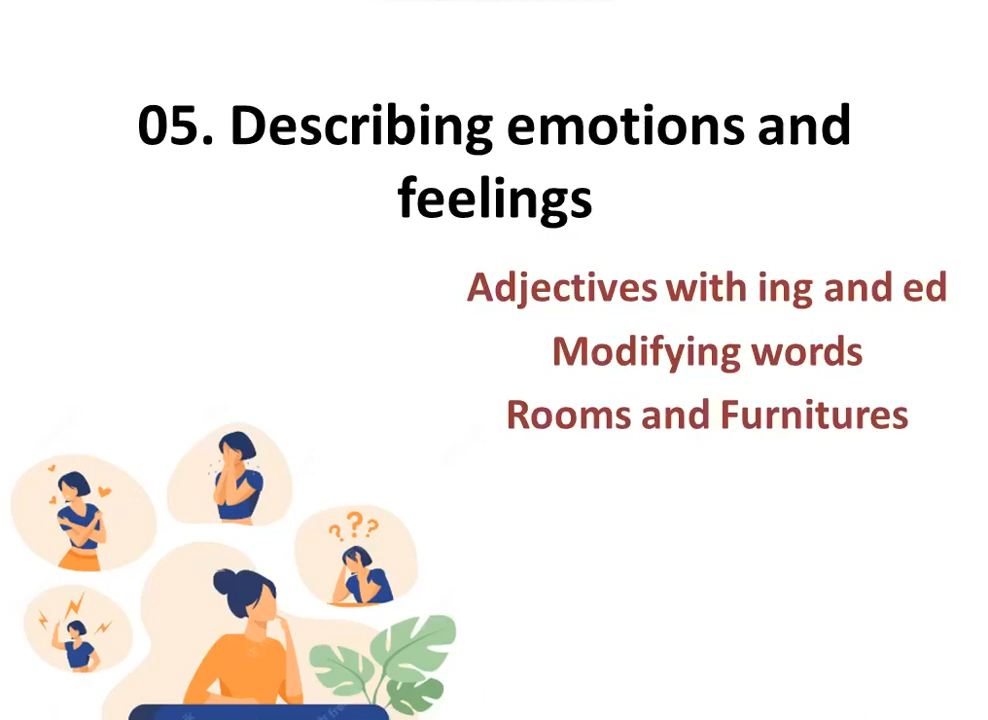 05. Describing emotions and
feelings
Adjectives with ing and ed
Modifying words
Rooms and Furnitures
???